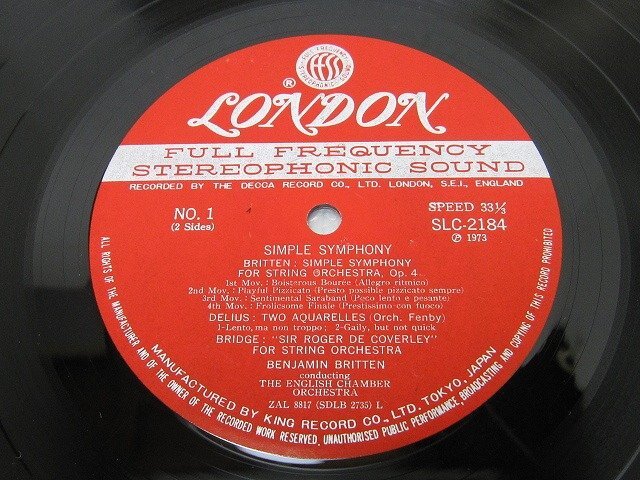 FULL FREQUENCY STEREOPHONIC SOUND
ffss
®
LONDON
FULL FREQUENCY
STEREOPHONIC SOUND
RECORDED BY THE DECCA RECORD CO., LTD. LONDON, S.E.I., ENGLAND
NO. 1
(2 Sides)
SPEED 33⅓
SLC-2184
℗ 1973
SIMPLE SYMPHONY
BRITTEN: SIMPLE SYMPHONY
FOR STRING ORCHESTRA, Op. 4
1st Mov.: Boisterous Bourée (Allegro ritmico)
2nd Mov.: Playful Pizzicato (Presto possible pizzicato sempre)
3rd Mov.: Sentimental Saraband (Poco lento e pesante)
4th Mov.: Frolicsome Finale (Prestissimo con fuoco)
DELIUS: TWO AQUARELLES (Orch. Fenby)
1-Lento, ma non troppo; 2-Gaily, but not quick
BRIDGE: "SIR ROGER DE COVERLEY"
FOR STRING ORCHESTRA
BENJAMIN BRITTEN
conducting
THE ENGLISH CHAMBER
ORCHESTRA
ZAL 8817 (SDLB 2735) L
MANUFACTURED BY KING RECORD CO., LTD. TOKYO, JAPAN
ALL RIGHTS OF THE MANUFACTURER AND OF THE OWNER OF THE RECORDED WORK RESERVED. UNAUTHORISED PUBLIC PERFORMANCE, BROADCASTING AND COPYING OF THIS RECORD PROHIBITED